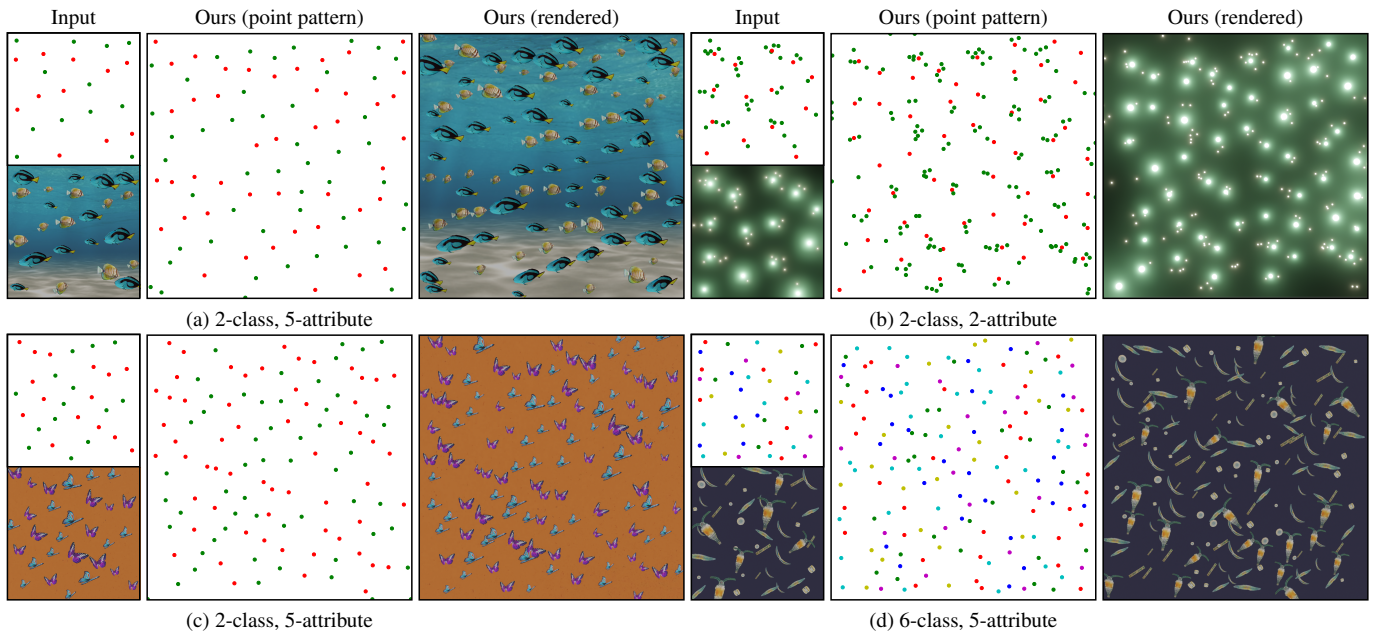 Input Ours (point pattern) Ours (rendered) Input Ours (point pattern) Ours (rendered)
(a) 2-class, 5-attribute (b) 2-class, 2-attribute
(c) 2-class, 5-attribute (d) 6-class, 5-attribute